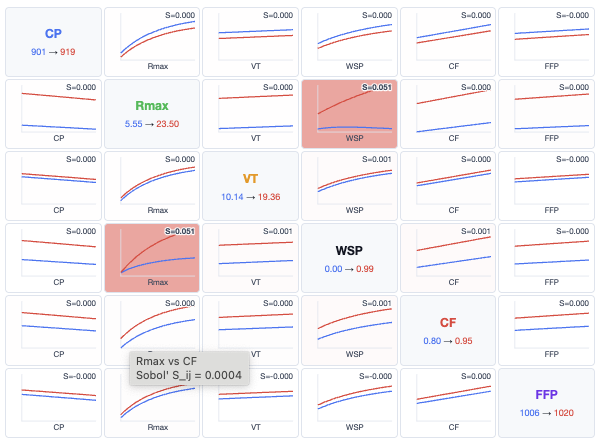 CP
901 → 919
S=0.000
Rmax
S=0.000
VT
S=0.000
WSP
S=0.000
CF
S=-0.000
FFP
S=0.000
CP
Rmax
5.55 → 23.50
S=0.000
VT
S=0.051
WSP
S=0.000
CF
S=0.000
FFP
S=0.000
CP
S=0.000
Rmax
VT
10.14 → 19.36
S=0.001
WSP
S=0.000
CF
S=-0.000
FFP
S=0.000
CP
S=0.051
Rmax
S=0.001
VT
WSP
0.00 → 0.99
S=0.001
CF
S=-0.000
FFP
S=0.000
CP
S=0.000
S=0.000
VT
S=0.001
WSP
CF
0.80 → 0.95
S=0.000
FFP
Rmax vs CF
Sobol' S_ij = 0.0004
S=-0.000
CP
Rmax
S=-0.000
VT
S=-0.000
WSP
S=0.000
CF
FFP
1006 → 1020